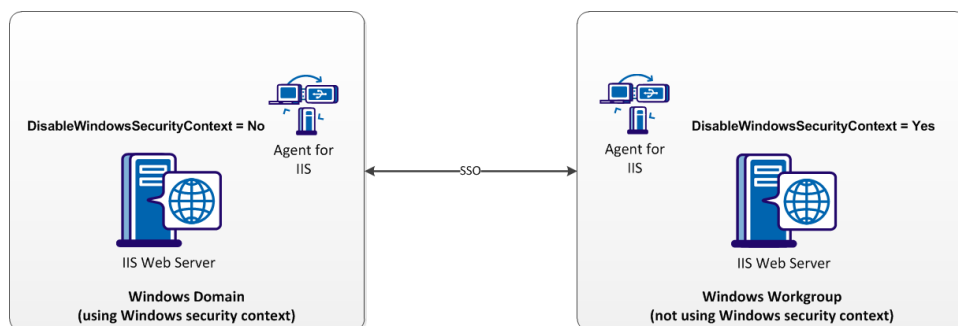 DisableWindowsSecurityContext = No
Agent for
IIS
IIS Web Server
Windows Domain
(using Windows security context)
SSO
Agent for
IIS
DisableWindowsSecurityContext = Yes
IIS Web Server
Windows Workgroup
(not using Windows security context)